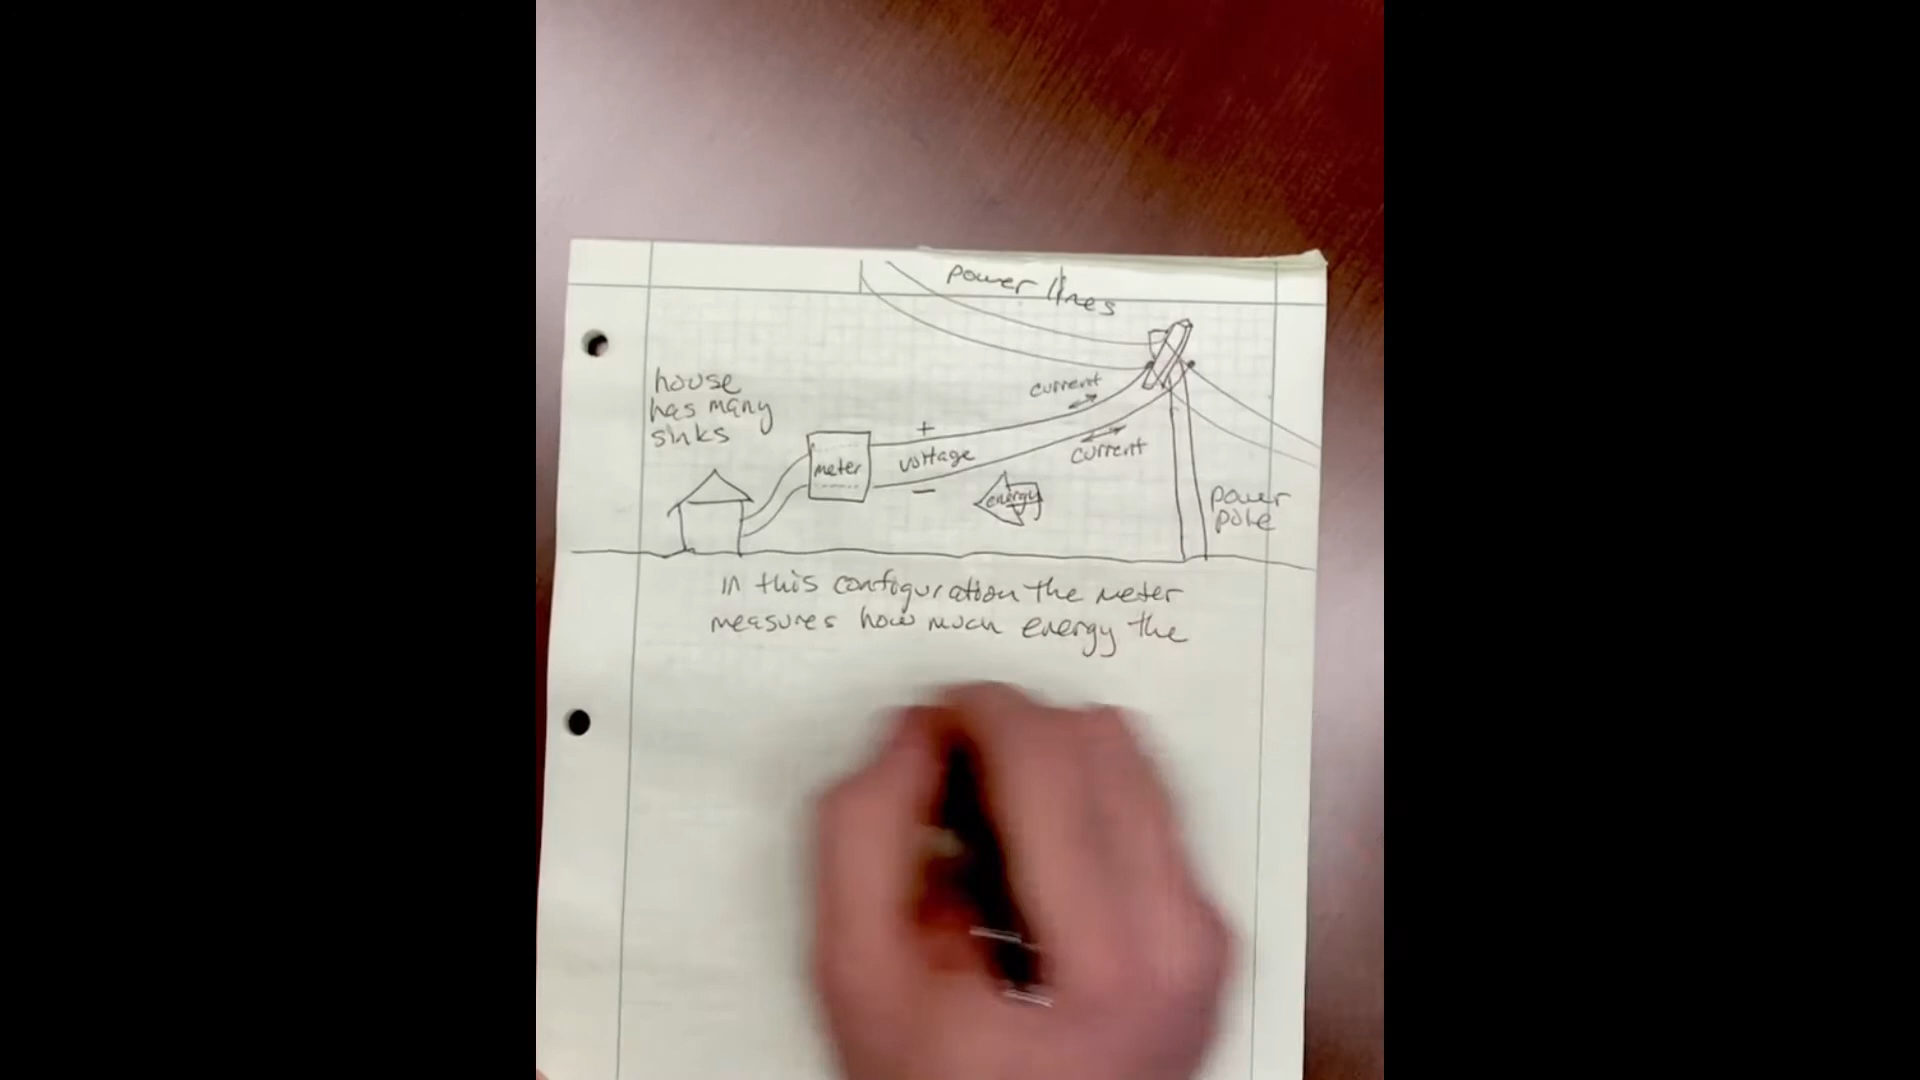 power lines
house
has many
sinks
current
+
meter
voltage
current
–
energy
power
pole
in this configuration the meter
measures how much energy the